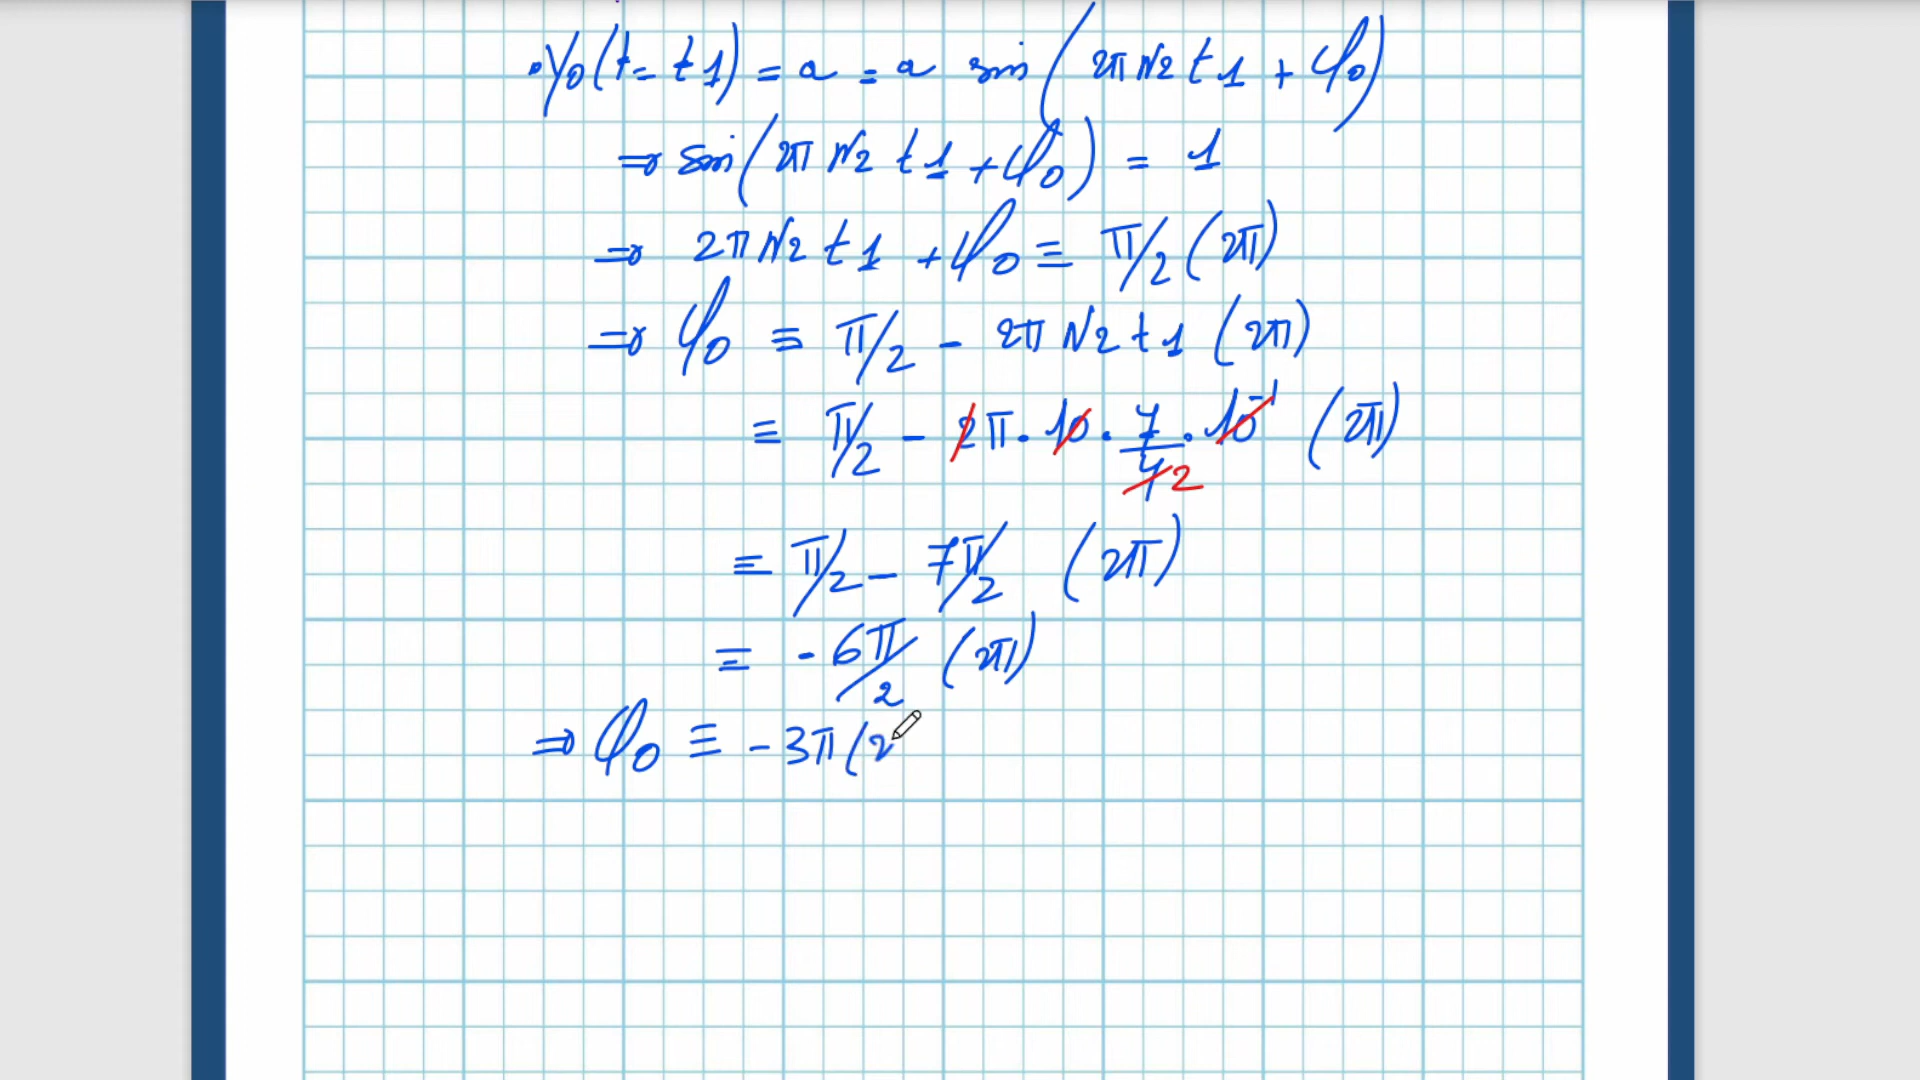 • y0(t = t1) = a = a sin(2π N2 t1 + φ0)
⇒ sin(2π N2 t1 + φ0) = 1
⇒ 2π N2 t1 + φ0 ≡ π/2 (2π)
⇒ φ0 ≡ π/2 - 2π N2 t1 (2π)
≡ π/2 - 2π · 10 · 7/4 2 · 10⁻¹ (2π)
≡ π/2 - 7π/2 (2π)
≡ - 6π/2 (2π)
⇒ φ0 ≡ - 3π (2